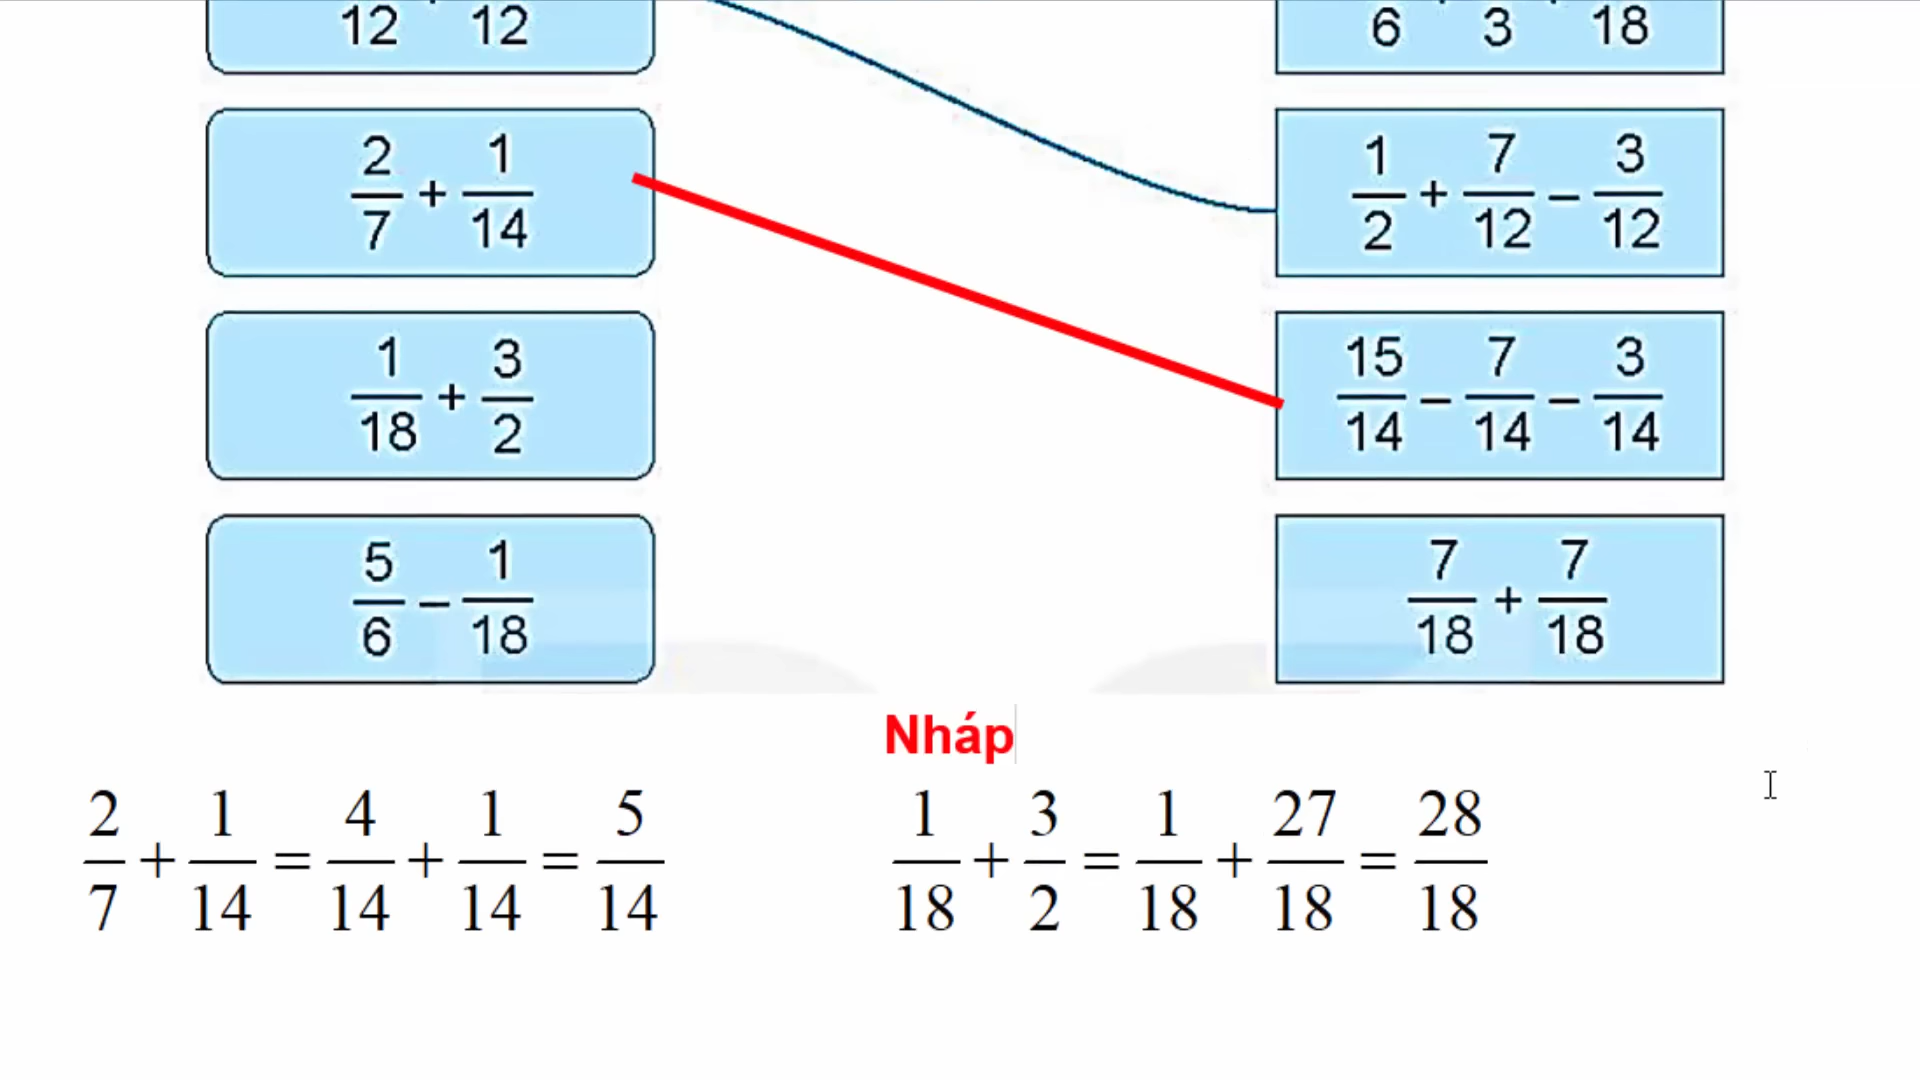 12 12
6 3 18
2/7 + 1/14
1/2 + 7/12 − 3/12
1/18 + 3/2
15/14 − 7/14 − 3/14
5/6 − 1/18
7/18 + 7/18
Nháp
2/7 + 1/14 = 4/14 + 1/14 = 5/14
1/18 + 3/2 = 1/18 + 27/18 = 28/18